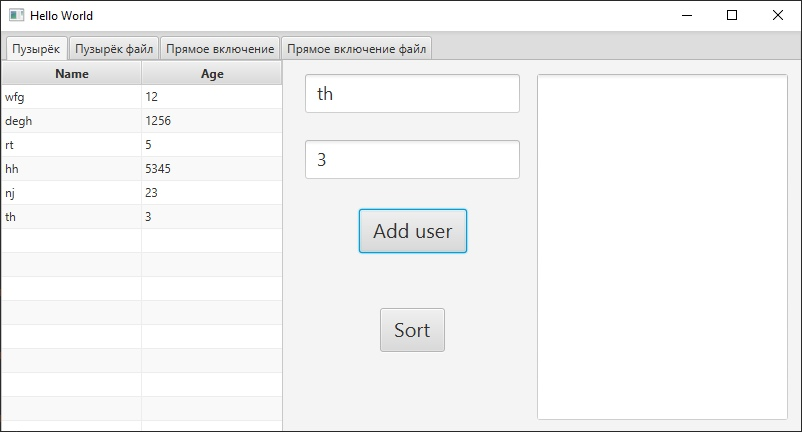 Hello World
Пузырёк Пузырёк файл Прямое включение Прямое включение файл
Name Age
wfg 12
degh 1256
rt 5
hh 5345
nj 23
th 3
th
3
Add user
Sort